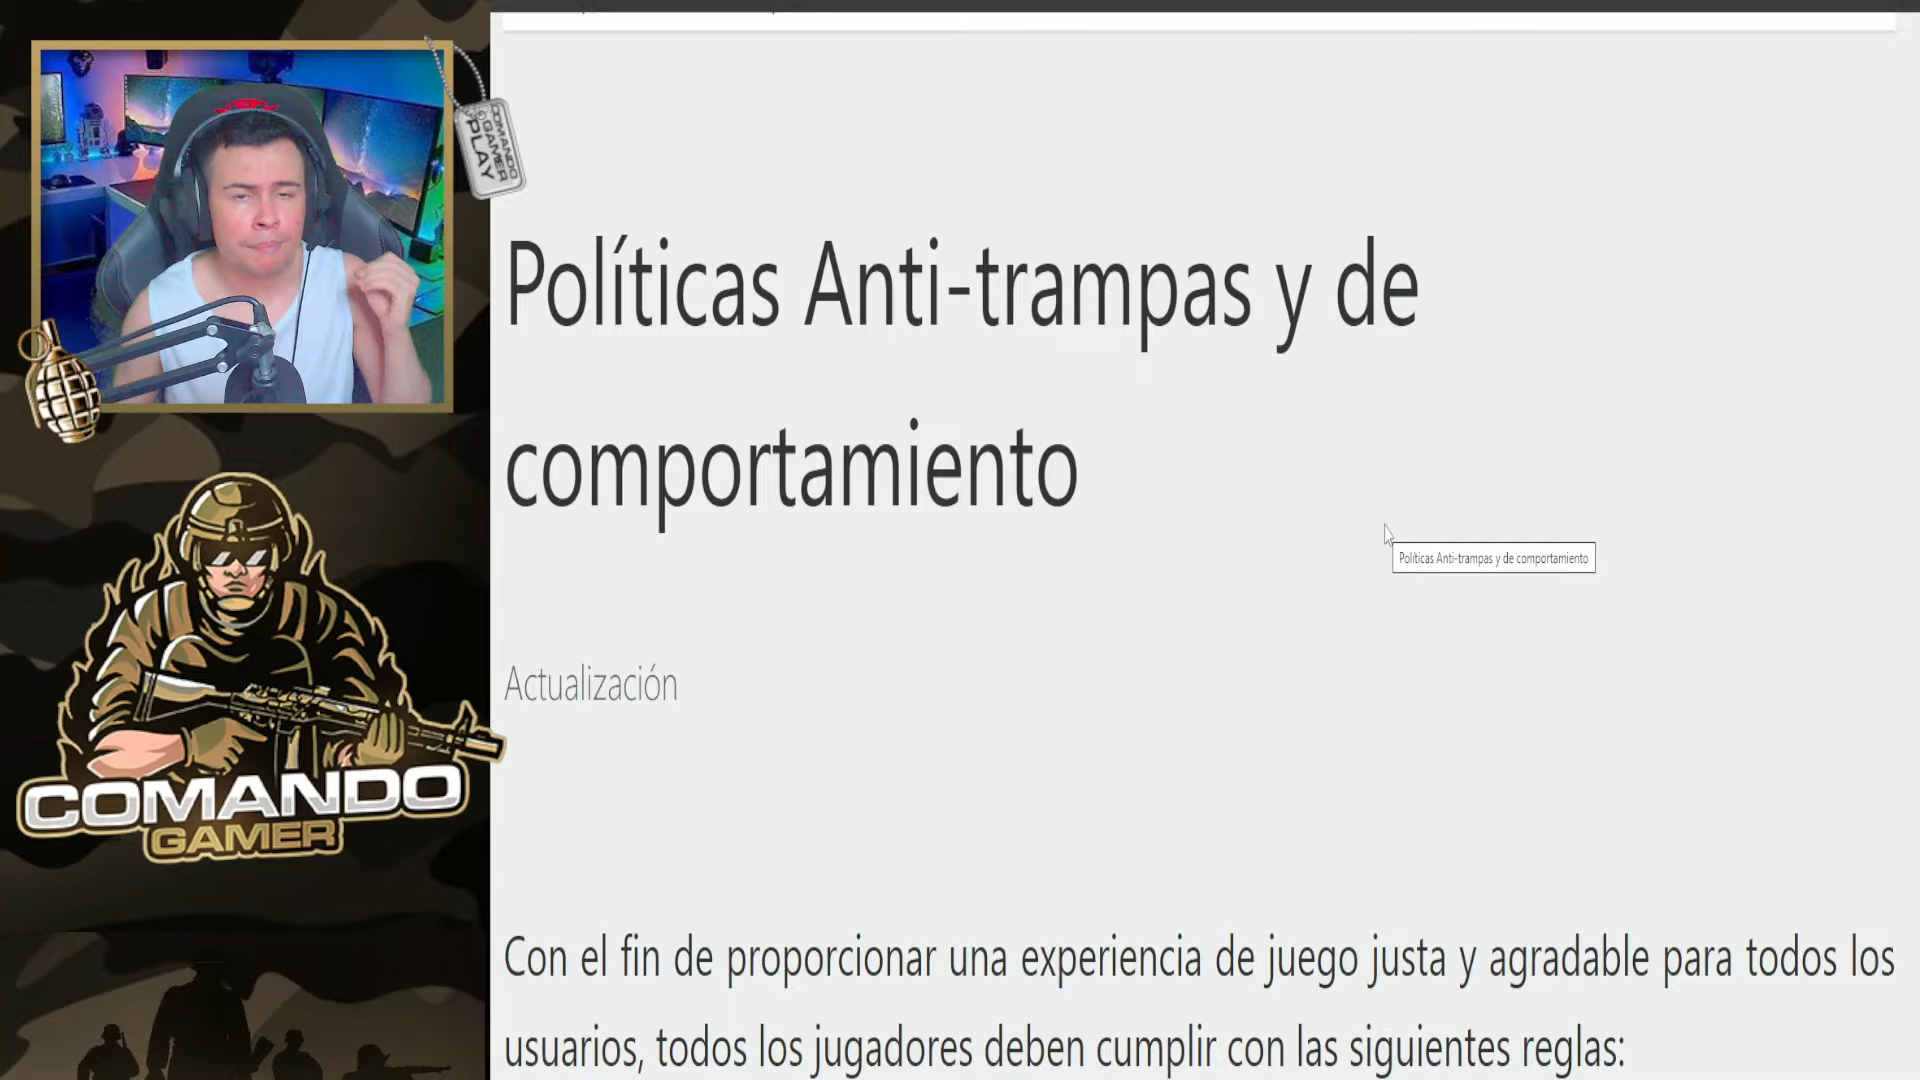 COMANDO
GAMER
PLAY
Políticas Anti-trampas y de
comportamiento
Políticas Anti-trampas y de comportamiento
Actualización
COMANDO
GAMER
Con el fin de proporcionar una experiencia de juego justa y agradable para todos los
usuarios, todos los jugadores deben cumplir con las siguientes reglas: